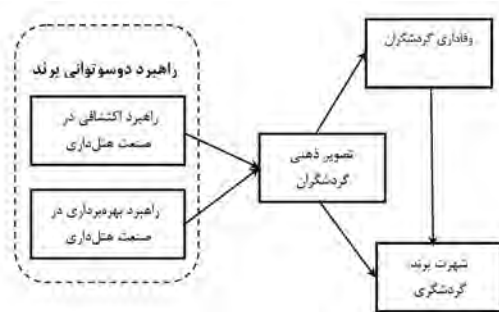 وفاداری گردشگران
راهبرد دوسوتوانی برند
راهبرد اکتشافی در
صنعت هتل‌داری
تصویر ذهنی
گردشگران
راهبرد بهره‌برداری در
صنعت هتل‌داری
شهرت برند
گردشگری